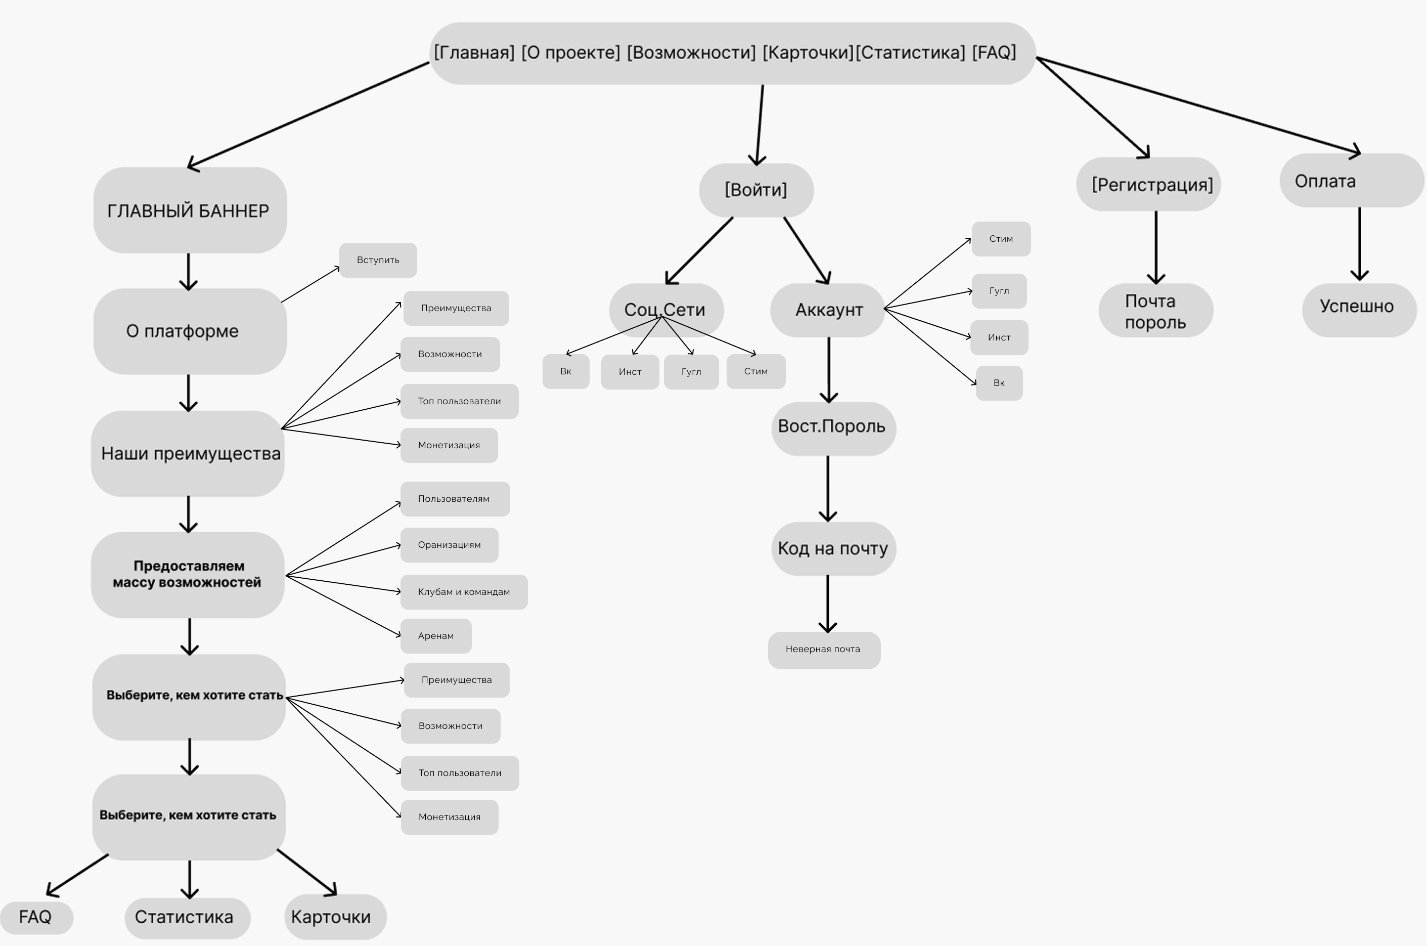 [Главная] [О проекте] [Возможности] [Карточки][Статистика] [FAQ]
ГЛАВНЫЙ БАННЕР
О платформе
Вступить
Наши преимущества
Преимущества
Возможности
Топ пользователи
Монетизация
Предоставляем
массу возможностей
Пользователям
Оранизациям
Клубам и командам
Аренам
Выберите, кем хотите стать
Преимущества
Возможности
Топ пользователи
Монетизация
Выберите, кем хотите стать
FAQ
Статистика
Карточки
[Войти]
Соц.Сети
Вк
Инст
Гугл
Стим
Аккаунт
Стим
Гугл
Инст
Вк
Вост.Пороль
Код на почту
Неверная почта
[Регистрация]
Почта
пороль
Оплата
Успешно